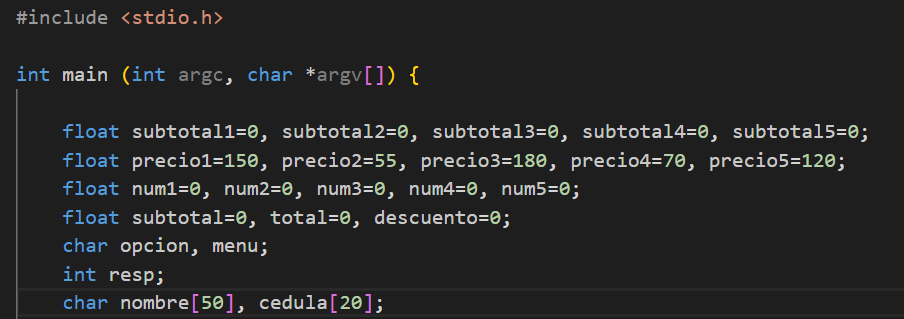 #include <stdio.h>
int main (int argc, char *argv[]) {
float subtotal1=0, subtotal2=0, subtotal3=0, subtotal4=0, subtotal5=0;
float precio1=150, precio2=55, precio3=180, precio4=70, precio5=120;
float num1=0, num2=0, num3=0, num4=0, num5=0;
float subtotal=0, total=0, descuento=0;
char opcion, menu;
int resp;
char nombre[50], cedula[20];